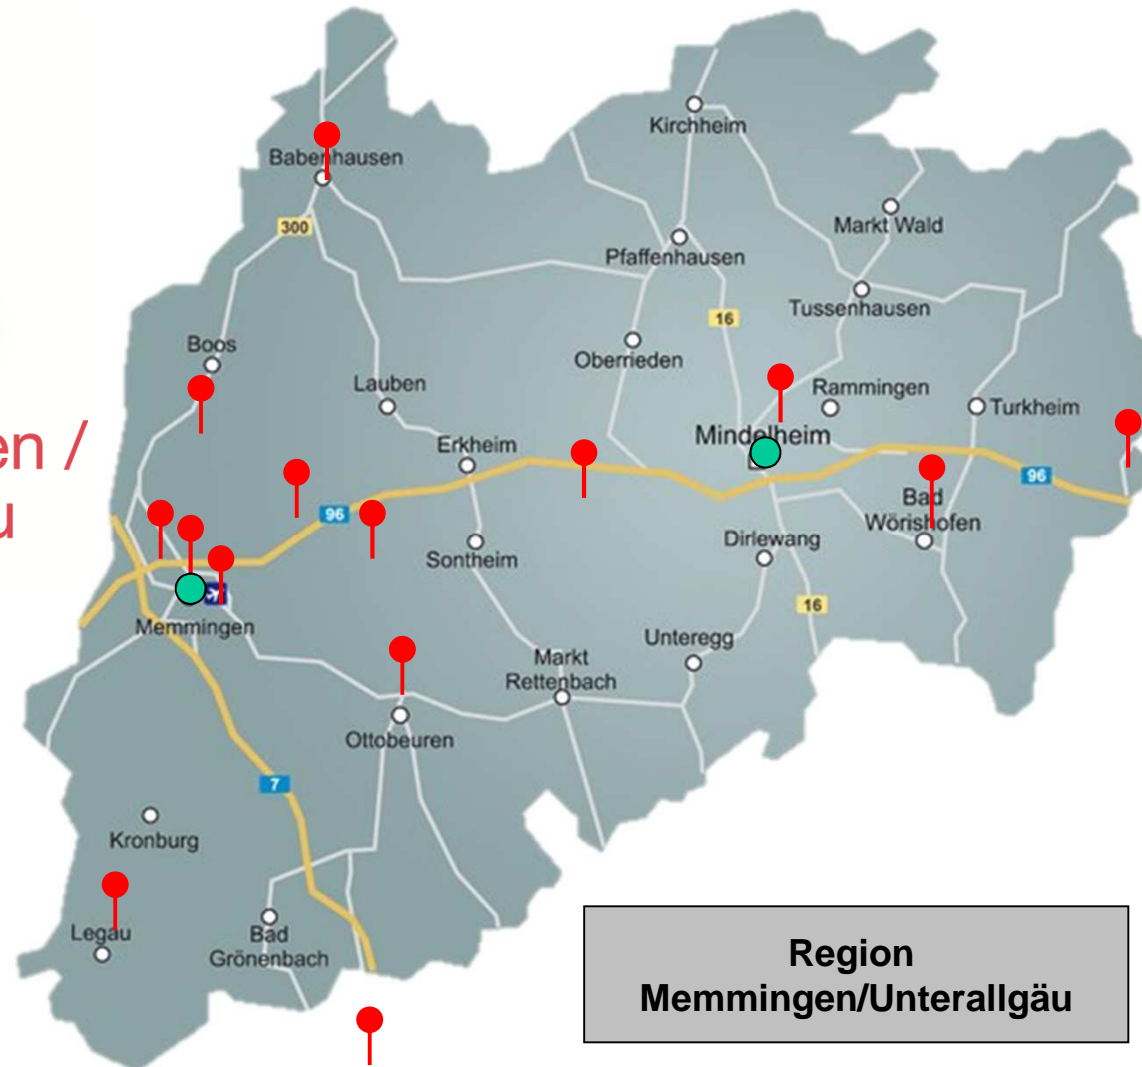 Kirchheim
Babenhausen
300
Markt Wald
Pfaffenhausen
Tussenhausen
16
Boos
Oberrieden
Lauben
Rammingen
Turkheim
en /
u
Mindelheim
Erkheim
96
96
Bad
Wörishofen
Dirlewang
Sontheim
16
Memmingen
Unteregg
Markt
Rettenbach
Ottobeuren
7
Kronburg
Legau
Bad
Grönenbach
Region
Memmingen/Unterallgäu